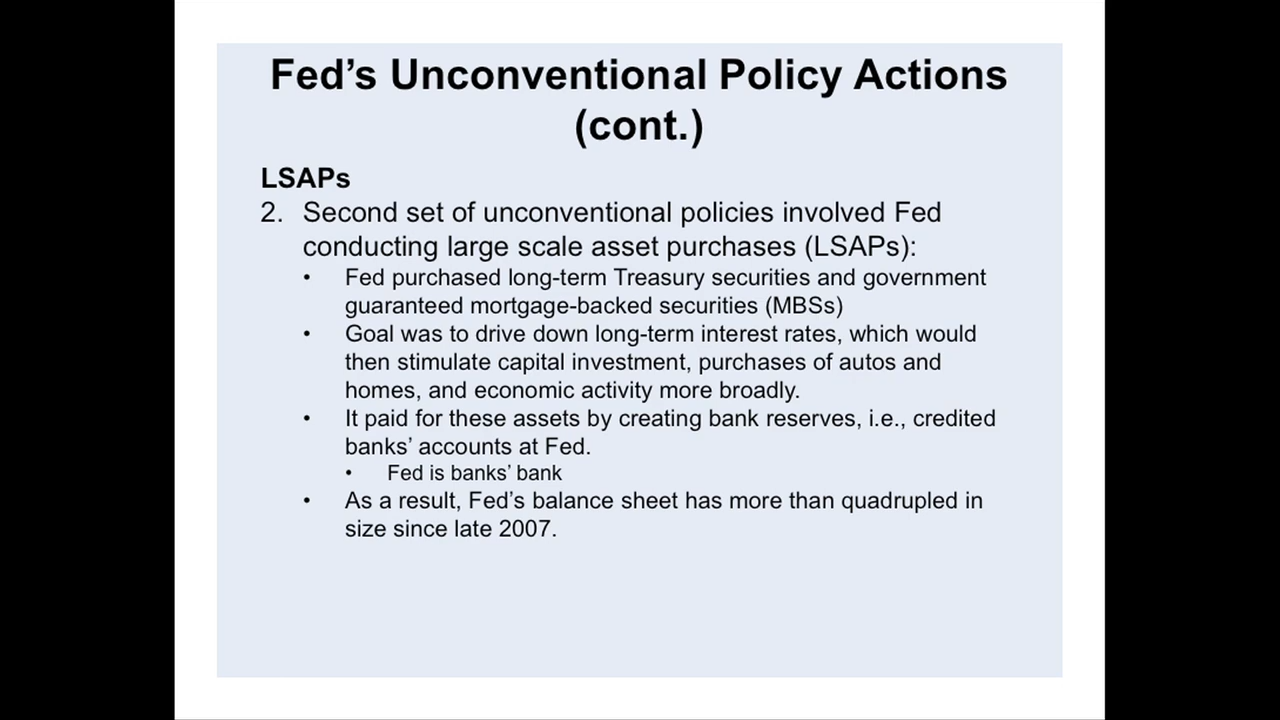 Fed’s Unconventional Policy Actions
(cont.)
LSAPs
2. Second set of unconventional policies involved Fed
conducting large scale asset purchases (LSAPs):
• Fed purchased long-term Treasury securities and government
guaranteed mortgage-backed securities (MBSs)
• Goal was to drive down long-term interest rates, which would
then stimulate capital investment, purchases of autos and
homes, and economic activity more broadly.
• It paid for these assets by creating bank reserves, i.e., credited
banks’ accounts at Fed.
• Fed is banks’ bank
• As a result, Fed’s balance sheet has more than quadrupled in
size since late 2007.